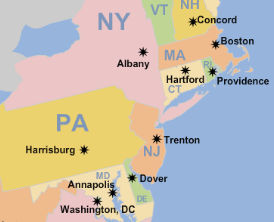 NY
VT
NH
Concord
Albany
MA
Boston
Hartford
CT
RI
Providence
PA
Harrisburg
Trenton
NJ
MD
Annapolis
Dover
DE
Washington, DC